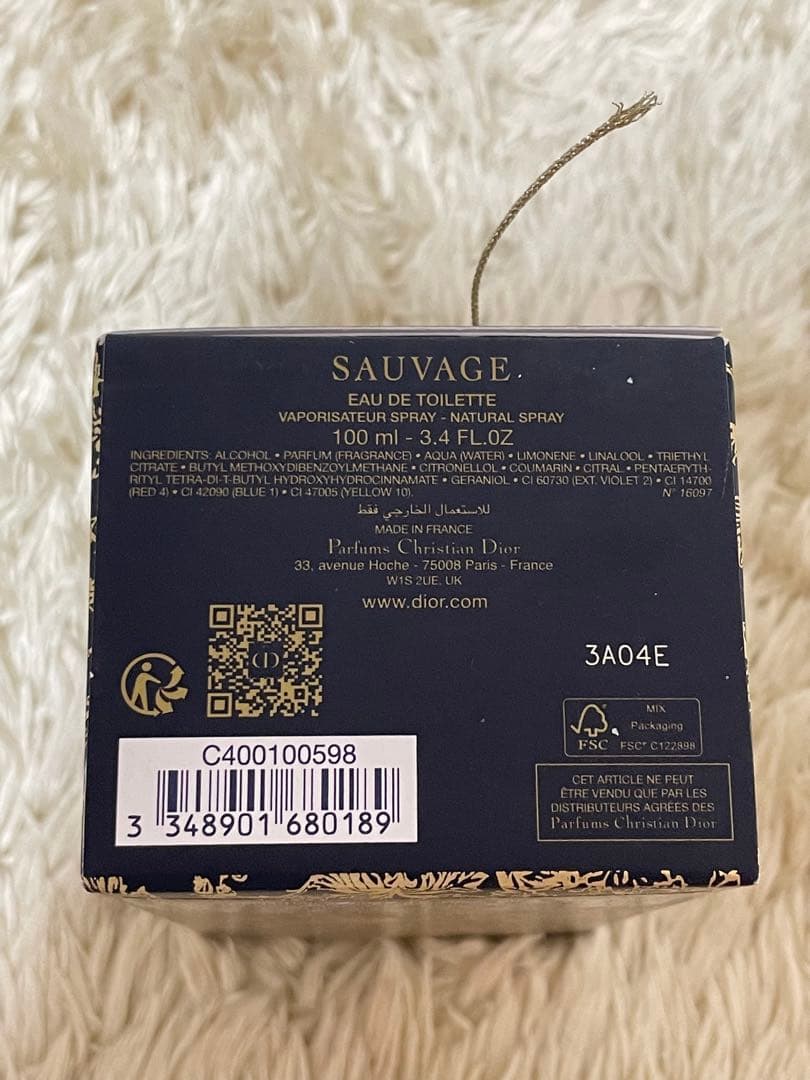 SAUVAGE
EAU DE TOILETTE
VAPORISATEUR SPRAY - NATURAL SPRAY
100 ml - 3.4 FL.OZ
INGREDIENTS: ALCOHOL • PARFUM (FRAGRANCE) • AQUA (WATER) • LIMONENE • LINALOOL • TRIETHYL
CITRATE • BUTYL METHOXYDIBENZOYLMETHANE • CITRONELLOL • COUMARIN • CITRAL • PENTAERYTH-
RITYL TETRA-DI-T-BUTYL HYDROXYHYDROCINNAMATE • GERANIOL • CI 60730 (EXT. VIOLET 2) • CI 14700
(RED 4) • CI 42090 (BLUE 1) • CI 47005 (YELLOW 10). N° 16097
للاستعمال الخارجي فقط
MADE IN FRANCE
Parfums Christian Dior
33, avenue Hoche - 75008 Paris - France
W1S 2UE. UK
www.dior.com
CD
3A04E
MIX
Packaging
FSC FSC® C122898
C400100598
3 348901 680189
CET ARTICLE NE PEUT
ÊTRE VENDU QUE PAR LES
DISTRIBUTEURS AGRÉÉS DES
Parfums Christian Dior